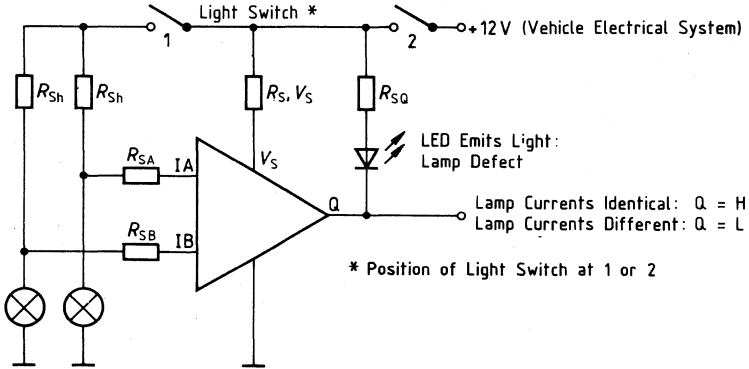 Light Switch *
1
2
+12V (Vehicle Electrical System)
RSh
RSh
RS, VS
RSQ
LED Emits Light:
Lamp Defect
RSA
IA
VS
Q
Lamp Currents Identical: Q = H
Lamp Currents Different: Q = L
RSB
IB
* Position of Light Switch at 1 or 2